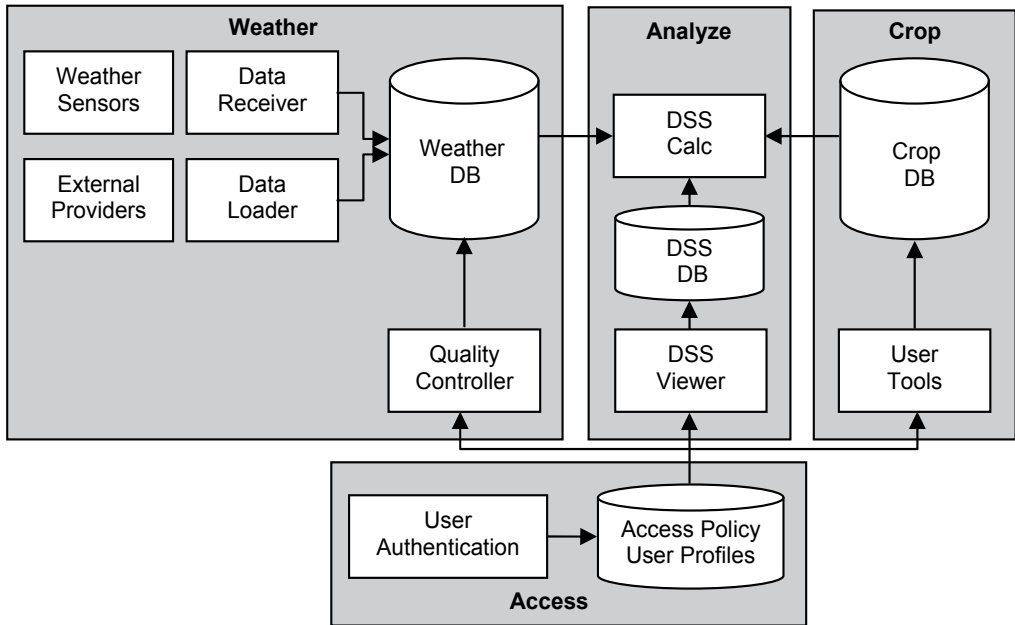 Weather
Weather
Sensors
Data
Receiver
External
Providers
Data
Loader
Weather
DB
Quality
Controller
Analyze
DSS
Calc
DSS
DB
DSS
Viewer
Crop
Crop
DB
User
Tools
User
Authentication
Access Policy
User Profiles
Access